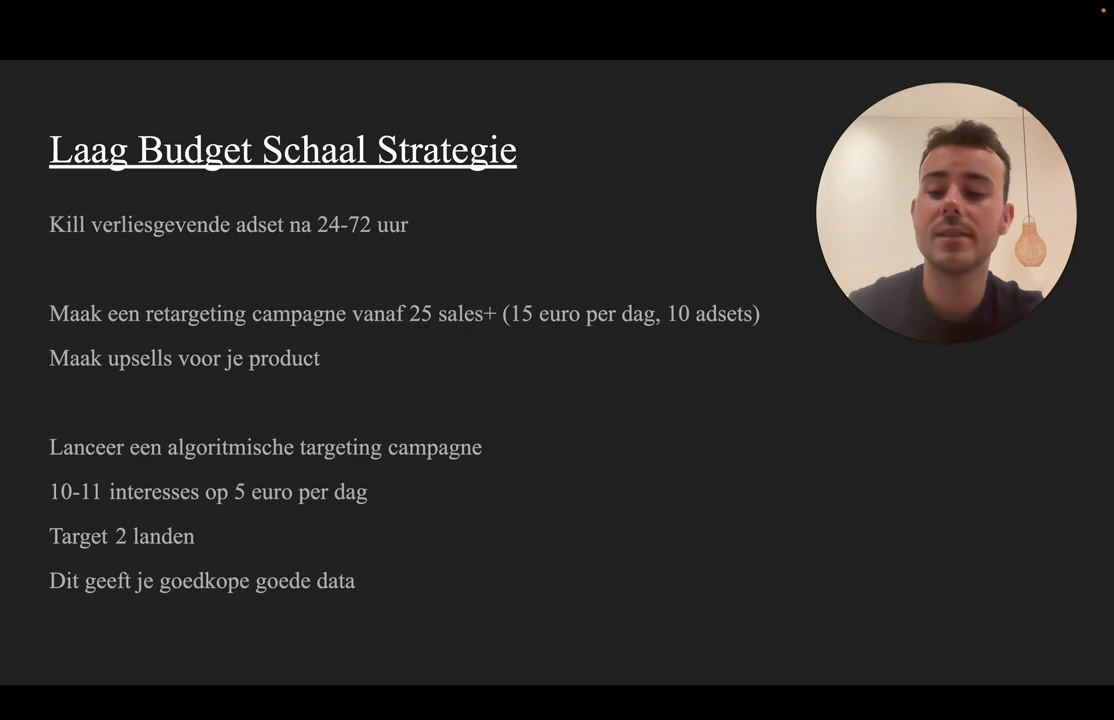 Laag Budget Schaal Strategie
Kill verliesgevende adset na 24-72 uur
Maak een retargeting campagne vanaf 25 sales+ (15 euro per dag, 10 adsets)
Maak upsells voor je product
Lanceer een algoritmische targeting campagne
10-11 interesses op 5 euro per dag
Target 2 landen
Dit geeft je goedkope goede data